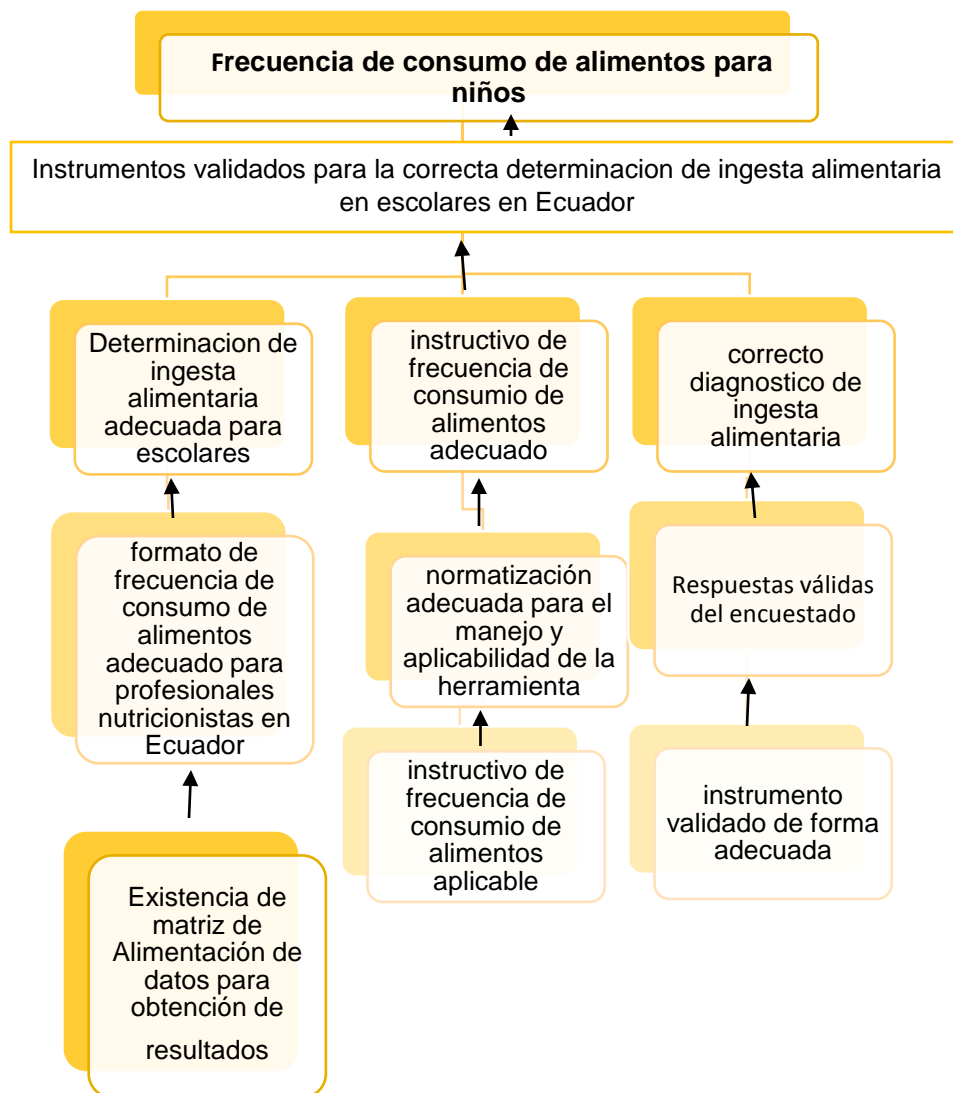 Frecuencia de consumo de alimentos para
niños
Instrumentos validados para la correcta determinacion de ingesta alimentaria
en escolares en Ecuador
Determinacion de
ingesta
alimentaria
adecuada para
escolares
instructivo de
frecuencia de
consumio de
alimentos
adecuado
correcto
diagnostico de
ingesta
alimentaria
formato de
frecuencia de
consumo de
alimentos
adecuado para
profesionales
nutricionistas en
Ecuador
normatización
adecuada para el
manejo y
aplicabilidad de la
herramienta
Respuestas válidas
del encuestado
Existencia de
matriz de
Alimentación de
datos para
obtención de
resultados
instructivo de
frecuencia de
consumio de
alimentos
aplicable
instrumento
validado de forma
adecuada